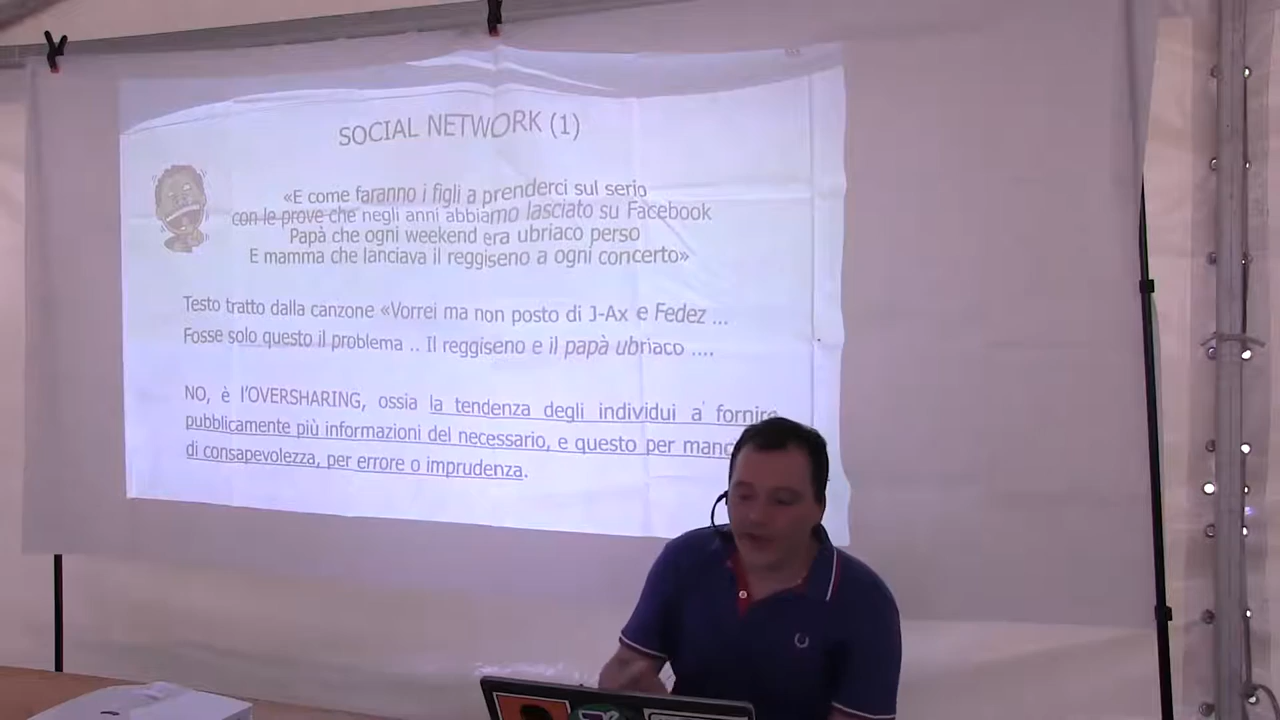 SOCIAL NETWORK (1)
«E come faranno i figli a prenderci sul serio
con le prove che negli anni abbiamo lasciato su Facebook
Papà che ogni weekend era ubriaco perso
E mamma che lanciava il reggiseno a ogni concerto»
Testo tratto dalla canzone «Vorrei ma non posto di J-Ax e Fedez ...
Fosse solo questo il problema .. Il reggiseno e il papà ubriaco ....
NO, è l'OVERSHARING, ossia la tendenza degli individui a fornire
pubblicamente più informazioni del necessario, e questo per
di consapevolezza, per errore o imprudenza.